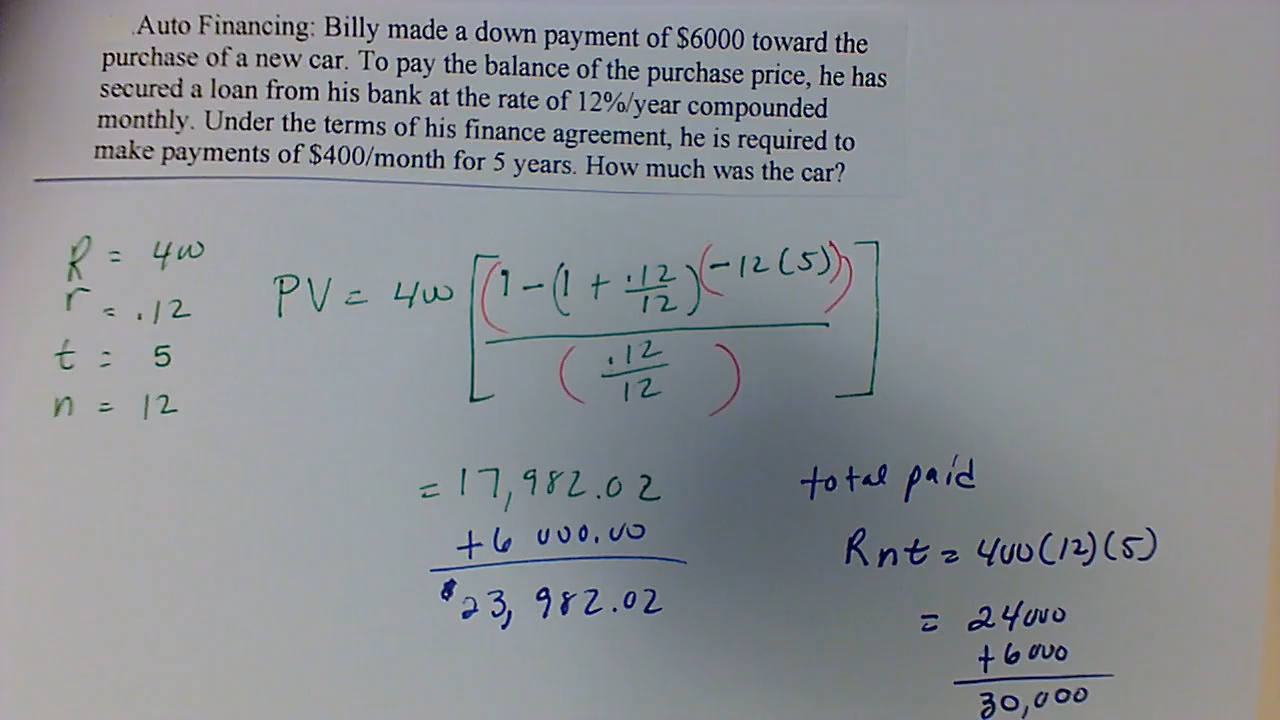 Auto Financing: Billy made a down payment of $6000 toward the
purchase of a new car. To pay the balance of the purchase price, he has
secured a loan from his bank at the rate of 12%/year compounded
monthly. Under the terms of his finance agreement, he is required to
make payments of $400/month for 5 years. How much was the car?
R = 400
r = .12
t = 5
n = 12
PV = 400 [ (1 - (1 + .12/12)^(-12(5))) / (.12/12) ]
= 17,982.02
+6 000.00
$23,982.02
total paid
Rnt = 400(12)(5)
= 24000
+6000
30,000